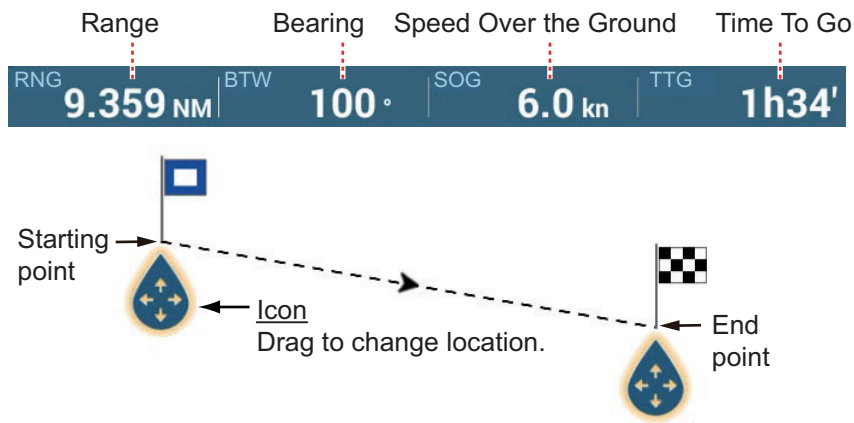 Range Bearing Speed Over the Ground Time To Go
RNG 9.359 NM BTW 100° SOG 6.0 kn TTG 1h34'
Starting
point
Icon
Drag to change location.
End
point